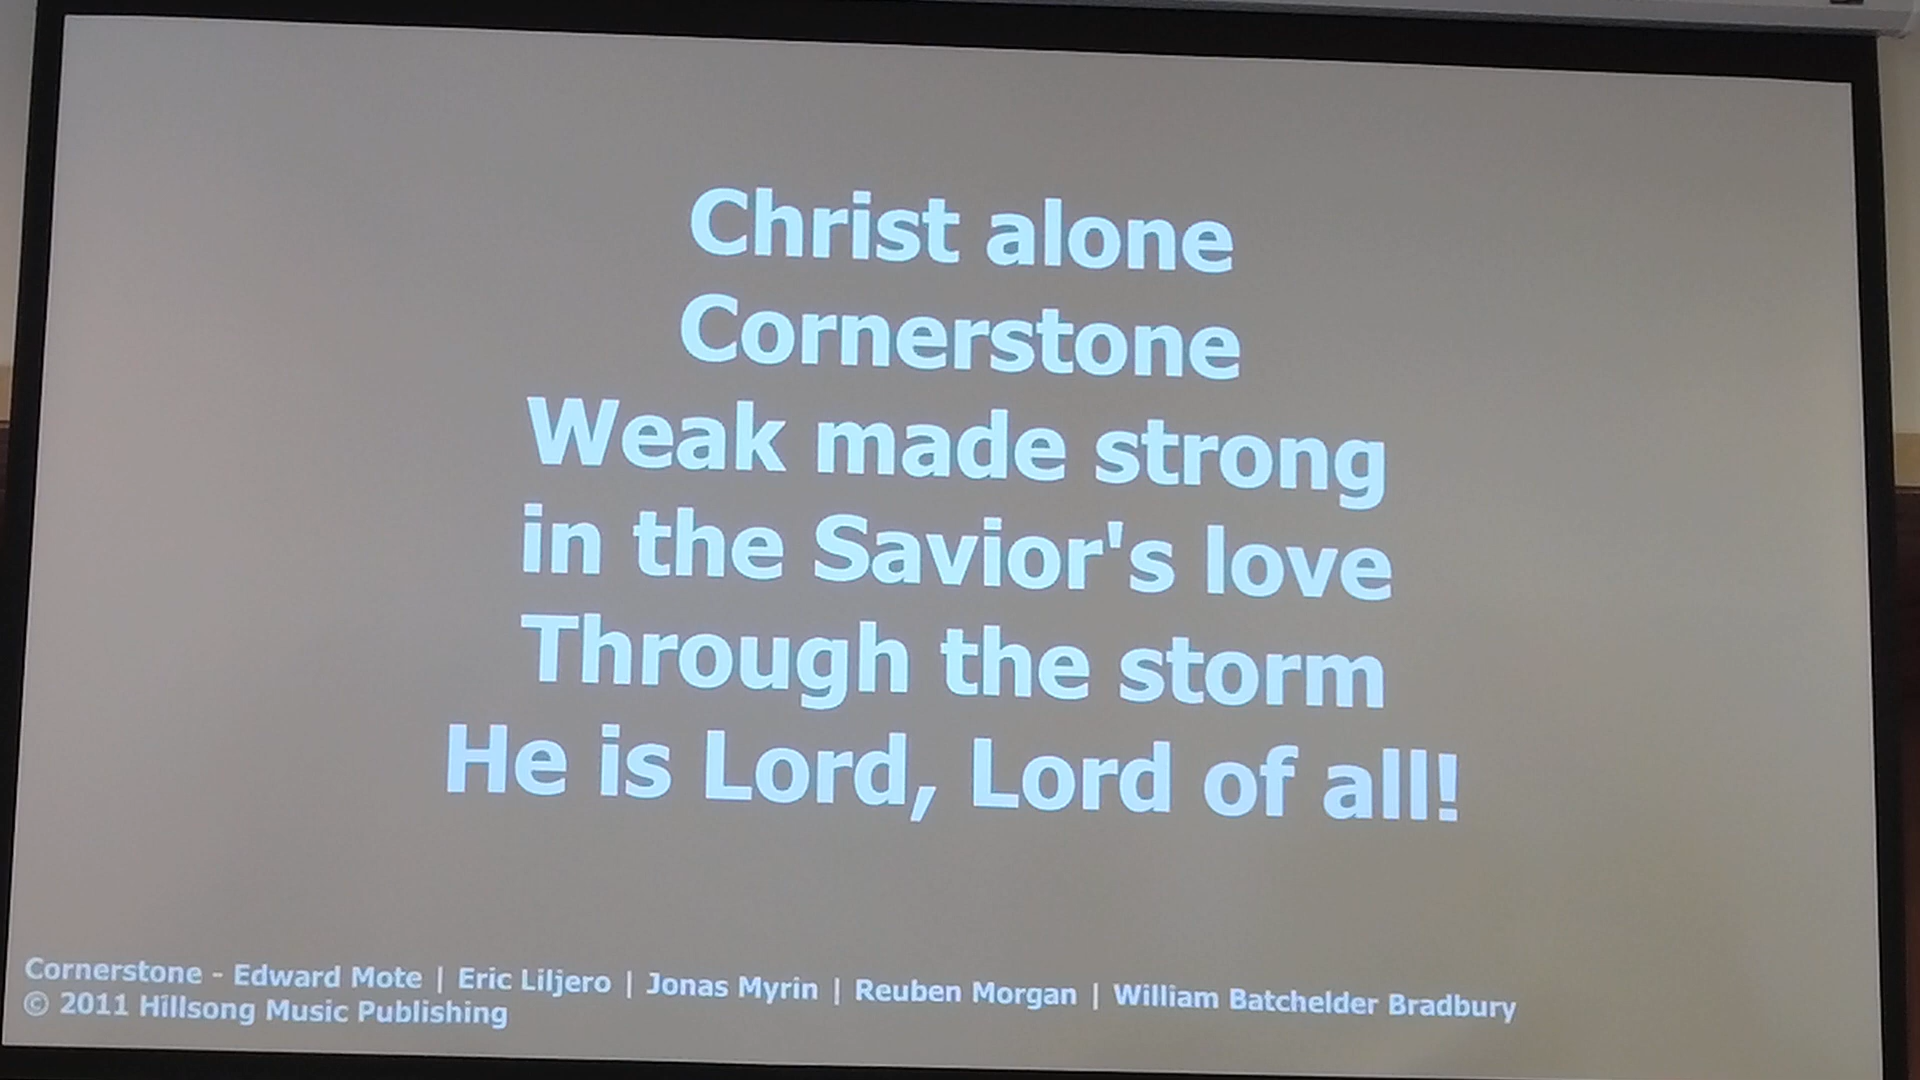 Christ alone
Cornerstone
Weak made strong
in the Savior's love
Through the storm
He is Lord, Lord of all!
Cornerstone - Edward Mote | Eric Liljero | Jonas Myrin | Reuben Morgan | William Batchelder Bradbury
© 2011 Hillsong Music Publishing